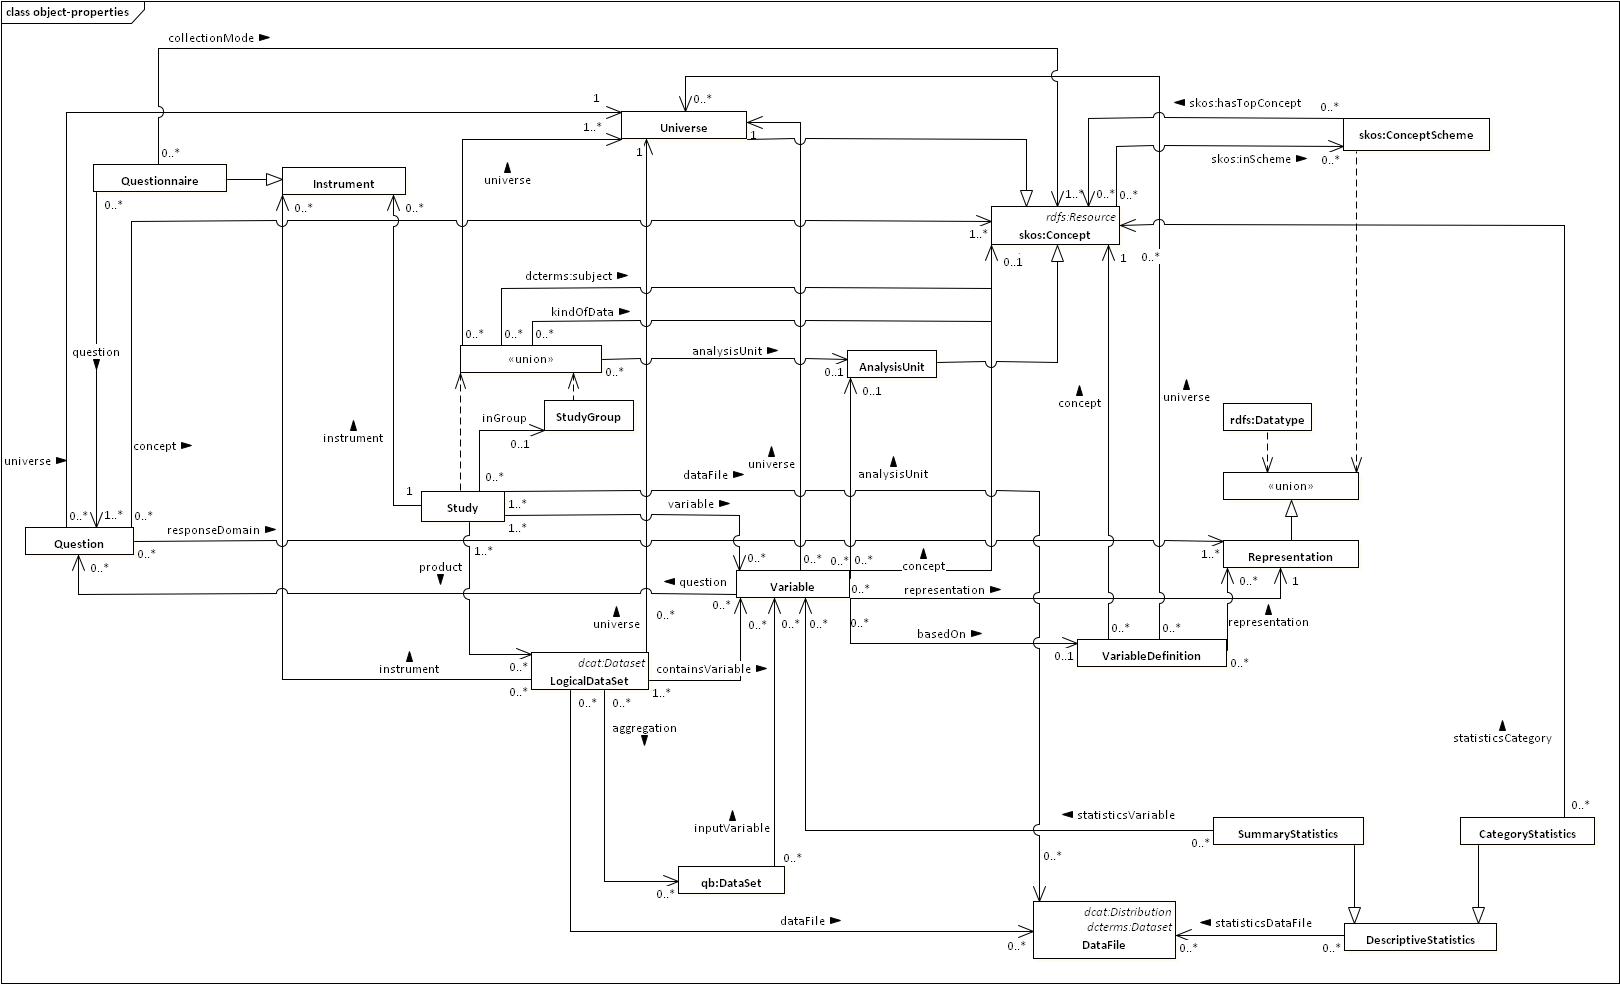 class object-properties
collectionMode
0..*
1
1..*
Universe
1
1
skos:hasTopConcept
0..*
skos:ConceptScheme
skos:inScheme
0..*
0..*
universe
Questionnaire
Instrument
0..*
0..*
0..*
1..*
0..*
0..*
rdfs:Resource
skos:Concept
1..*
0..1
1
0..*
dcterms:subject
kindOfData
0..*
0..*
0..*
question
«union»
0..*
analysisUnit
0..1
AnalysisUnit
0..1
concept
universe
inGroup
0..1
StudyGroup
rdfs:Datatype
instrument
concept
universe
universe
dataFile
analysisUnit
0..*
«union»
1
Study
1..*
1..*
variable
0..*
1..*
0..*
responseDomain
Question
0..*
1..*
1..*
Representation
0..*
product
question
0..*
0..*
0..*
0..*
concept
Variable
0..*
representation
0..*
1
0..*
0..*
universe
0..*
0..*
0..*
0..*
basedOn
0..1
0..*
0..*
representation
VariableDefinition
0..*
instrument
0..*
0..*
dcat:Dataset
LogicalDataSet
containsVariable
1..*
0..*
0..*
aggregation
statisticsCategory
inputVariable
statisticsVariable
0..*
SummaryStatistics
0..*
CategoryStatistics
0..*
0..*
qb:DataSet
0..*
dataFile
0..*
dcat:Distribution
dcterms:Dataset
DataFile
statisticsDataFile
0..*
0..*
DescriptiveStatistics